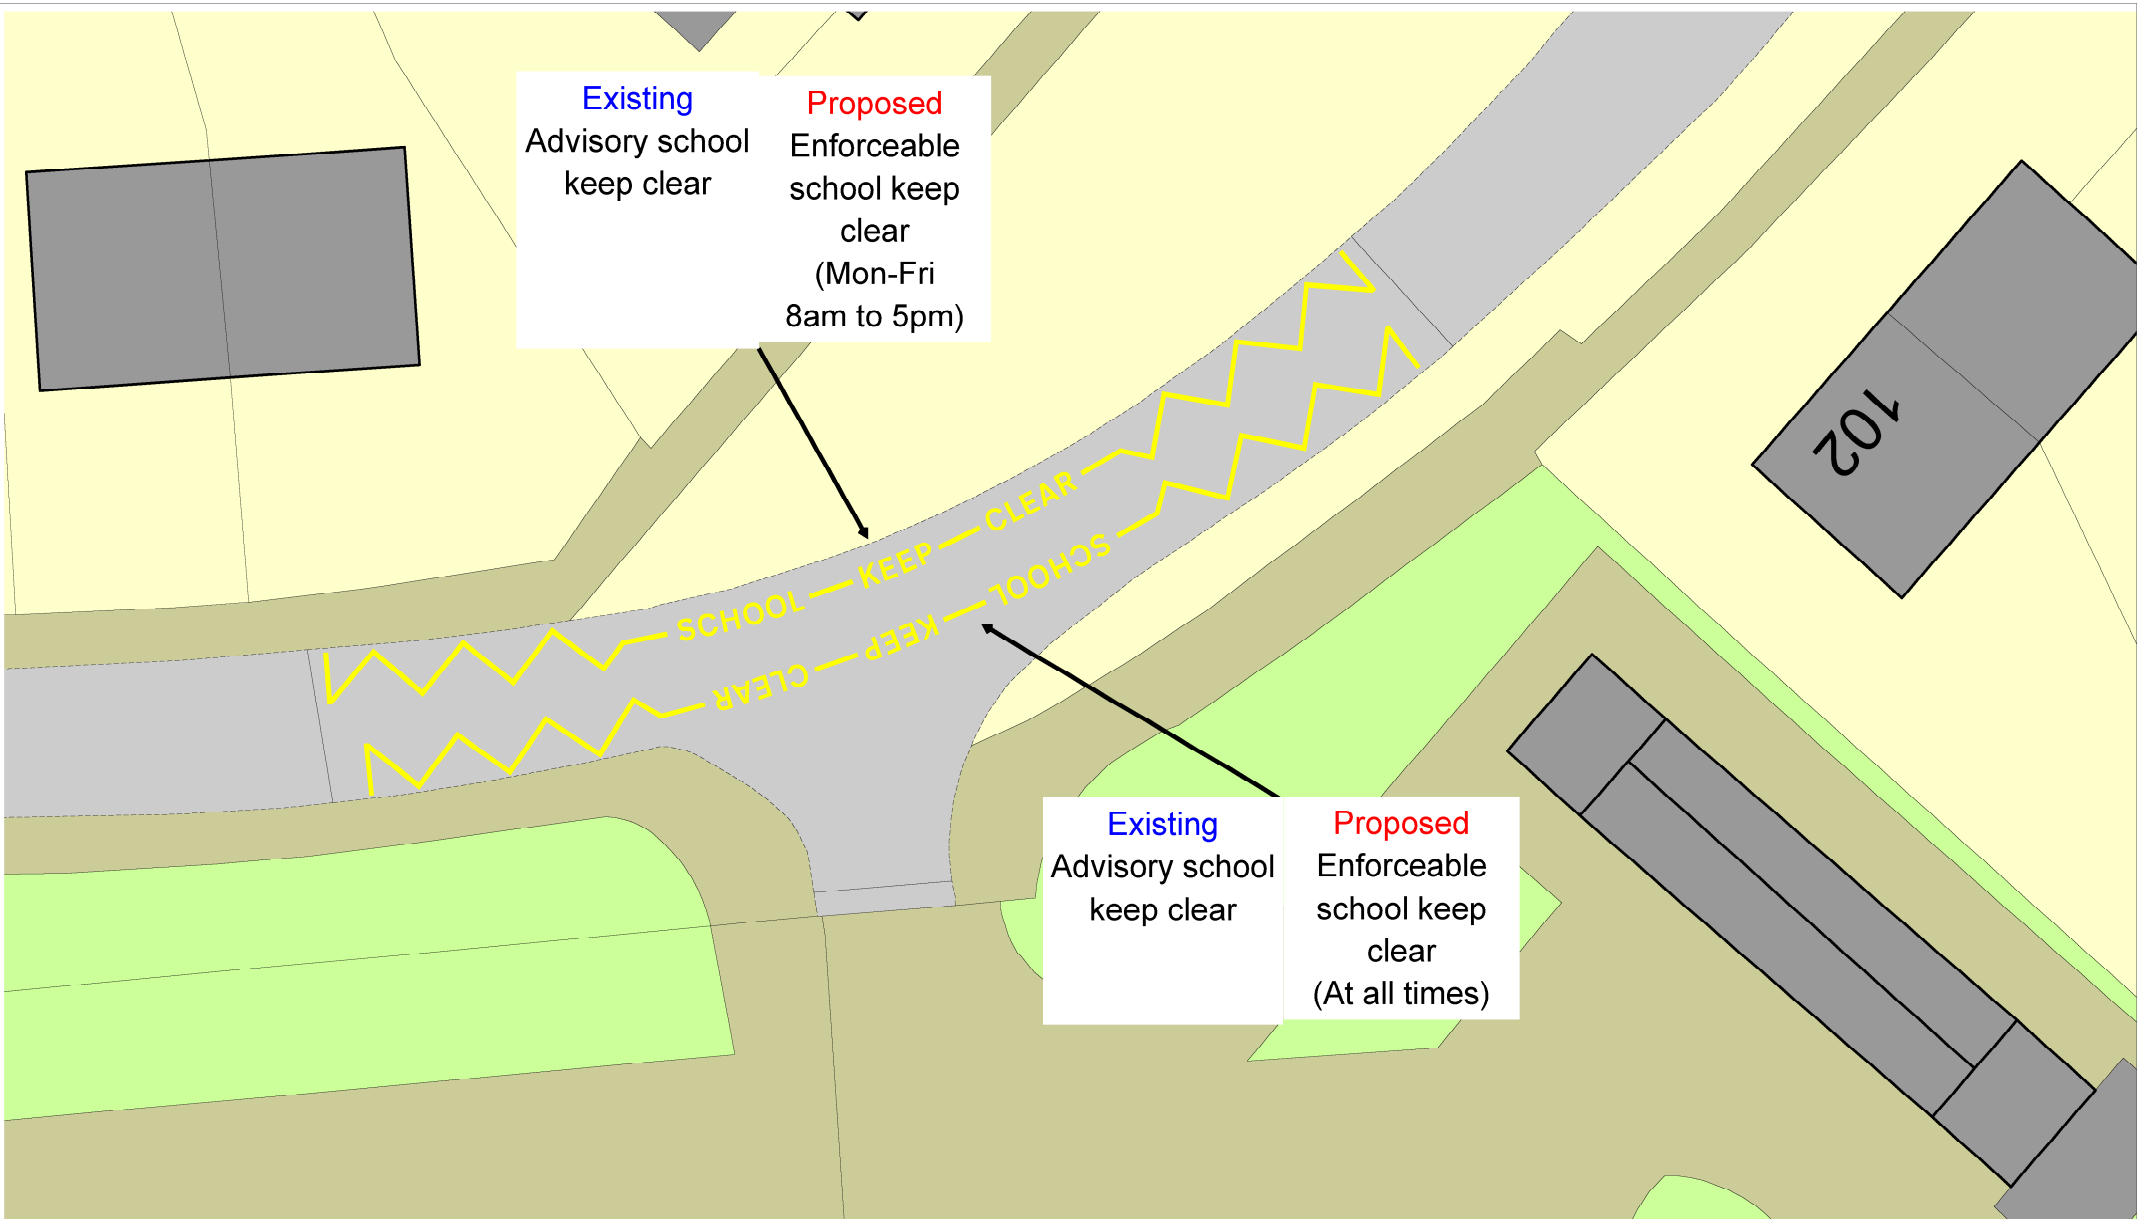 Existing
Advisory school
keep clear
Proposed
Enforceable
school keep
clear
(Mon-Fri
8am to 5pm)
102
SCHOOL KEEP CLEAR
SCHOOL KEEP CLEAR
Existing
Advisory school
keep clear
Proposed
Enforceable
school keep
clear
(At all times)